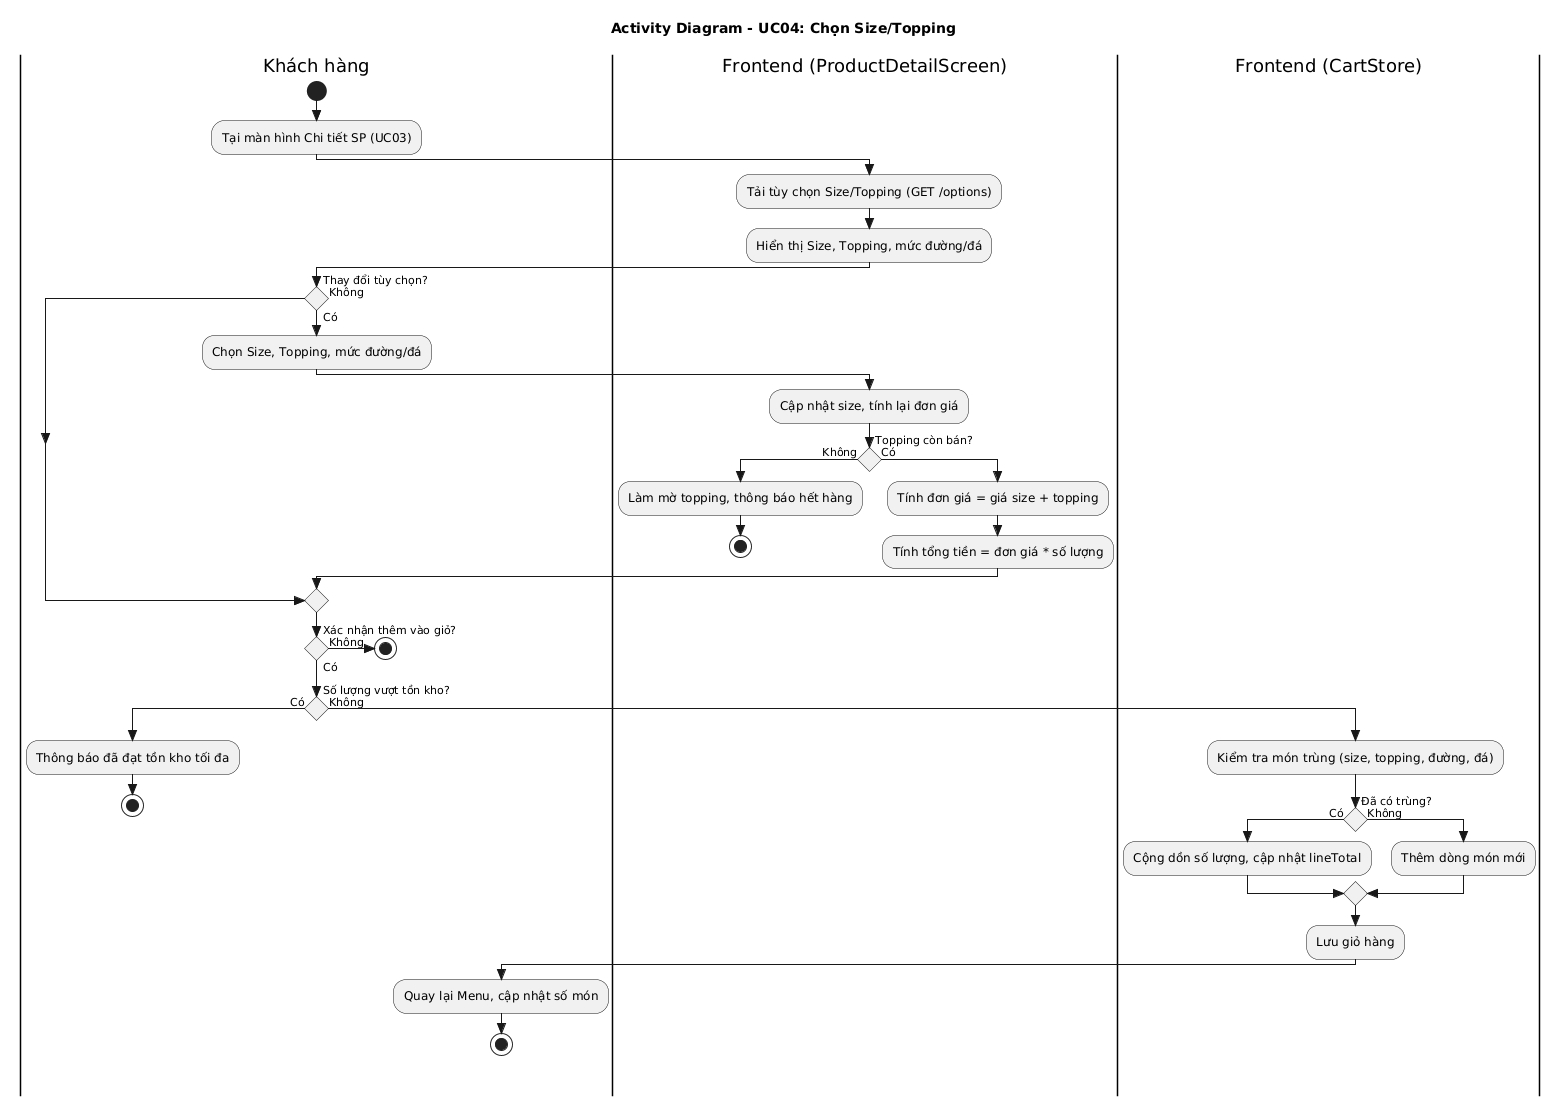 Activity Diagram - UC04: Chọn Size/Topping
Khách hàng
Frontend (ProductDetailScreen)
Frontend (CartStore)
Tại màn hình Chi tiết SP (UC03)
Tải tùy chọn Size/Topping (GET /options)
Hiển thị Size, Topping, mức đường/đá
Thay đổi tùy chọn?
Không
Có
Chọn Size, Topping, mức đường/đá
Cập nhật size, tính lại đơn giá
Topping còn bán?
Không
Có
Làm mờ topping, thông báo hết hàng
Tính đơn giá = giá size + topping
Tính tổng tiền = đơn giá * số lượng
Xác nhận thêm vào giỏ?
Không
Có
Số lượng vượt tồn kho?
Có
Không
Thông báo đã đạt tồn kho tối đa
Kiểm tra món trùng (size, topping, đường, đá)
Đã có trùng?
Có
Không
Cộng dồn số lượng, cập nhật lineTotal
Thêm dòng món mới
Lưu giỏ hàng
Quay lại Menu, cập nhật số món